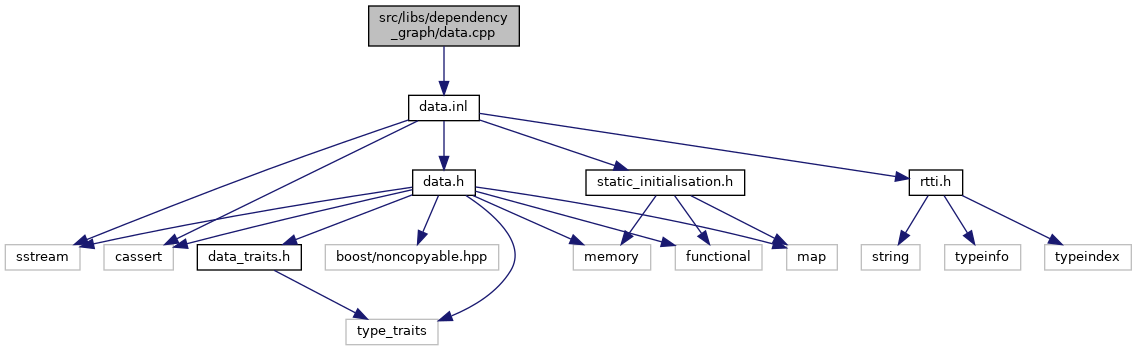 src/libs/dependency
_graph/data.cpp
data.inl
data.h
static_initialisation.h
rtti.h
sstream
cassert
data_traits.h
boost/noncopyable.hpp
memory
functional
map
string
typeinfo
typeindex
type_traits